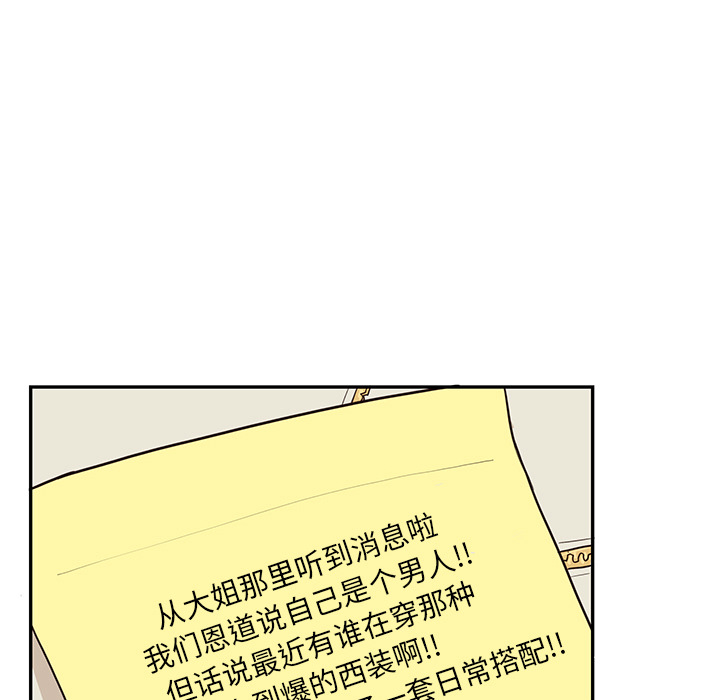 从大姐那里听到消息啦
我们恩道说自己是个男人!!
但话说最近有谁在穿那种
到爆的西装啊!!
一套日常搭配!!